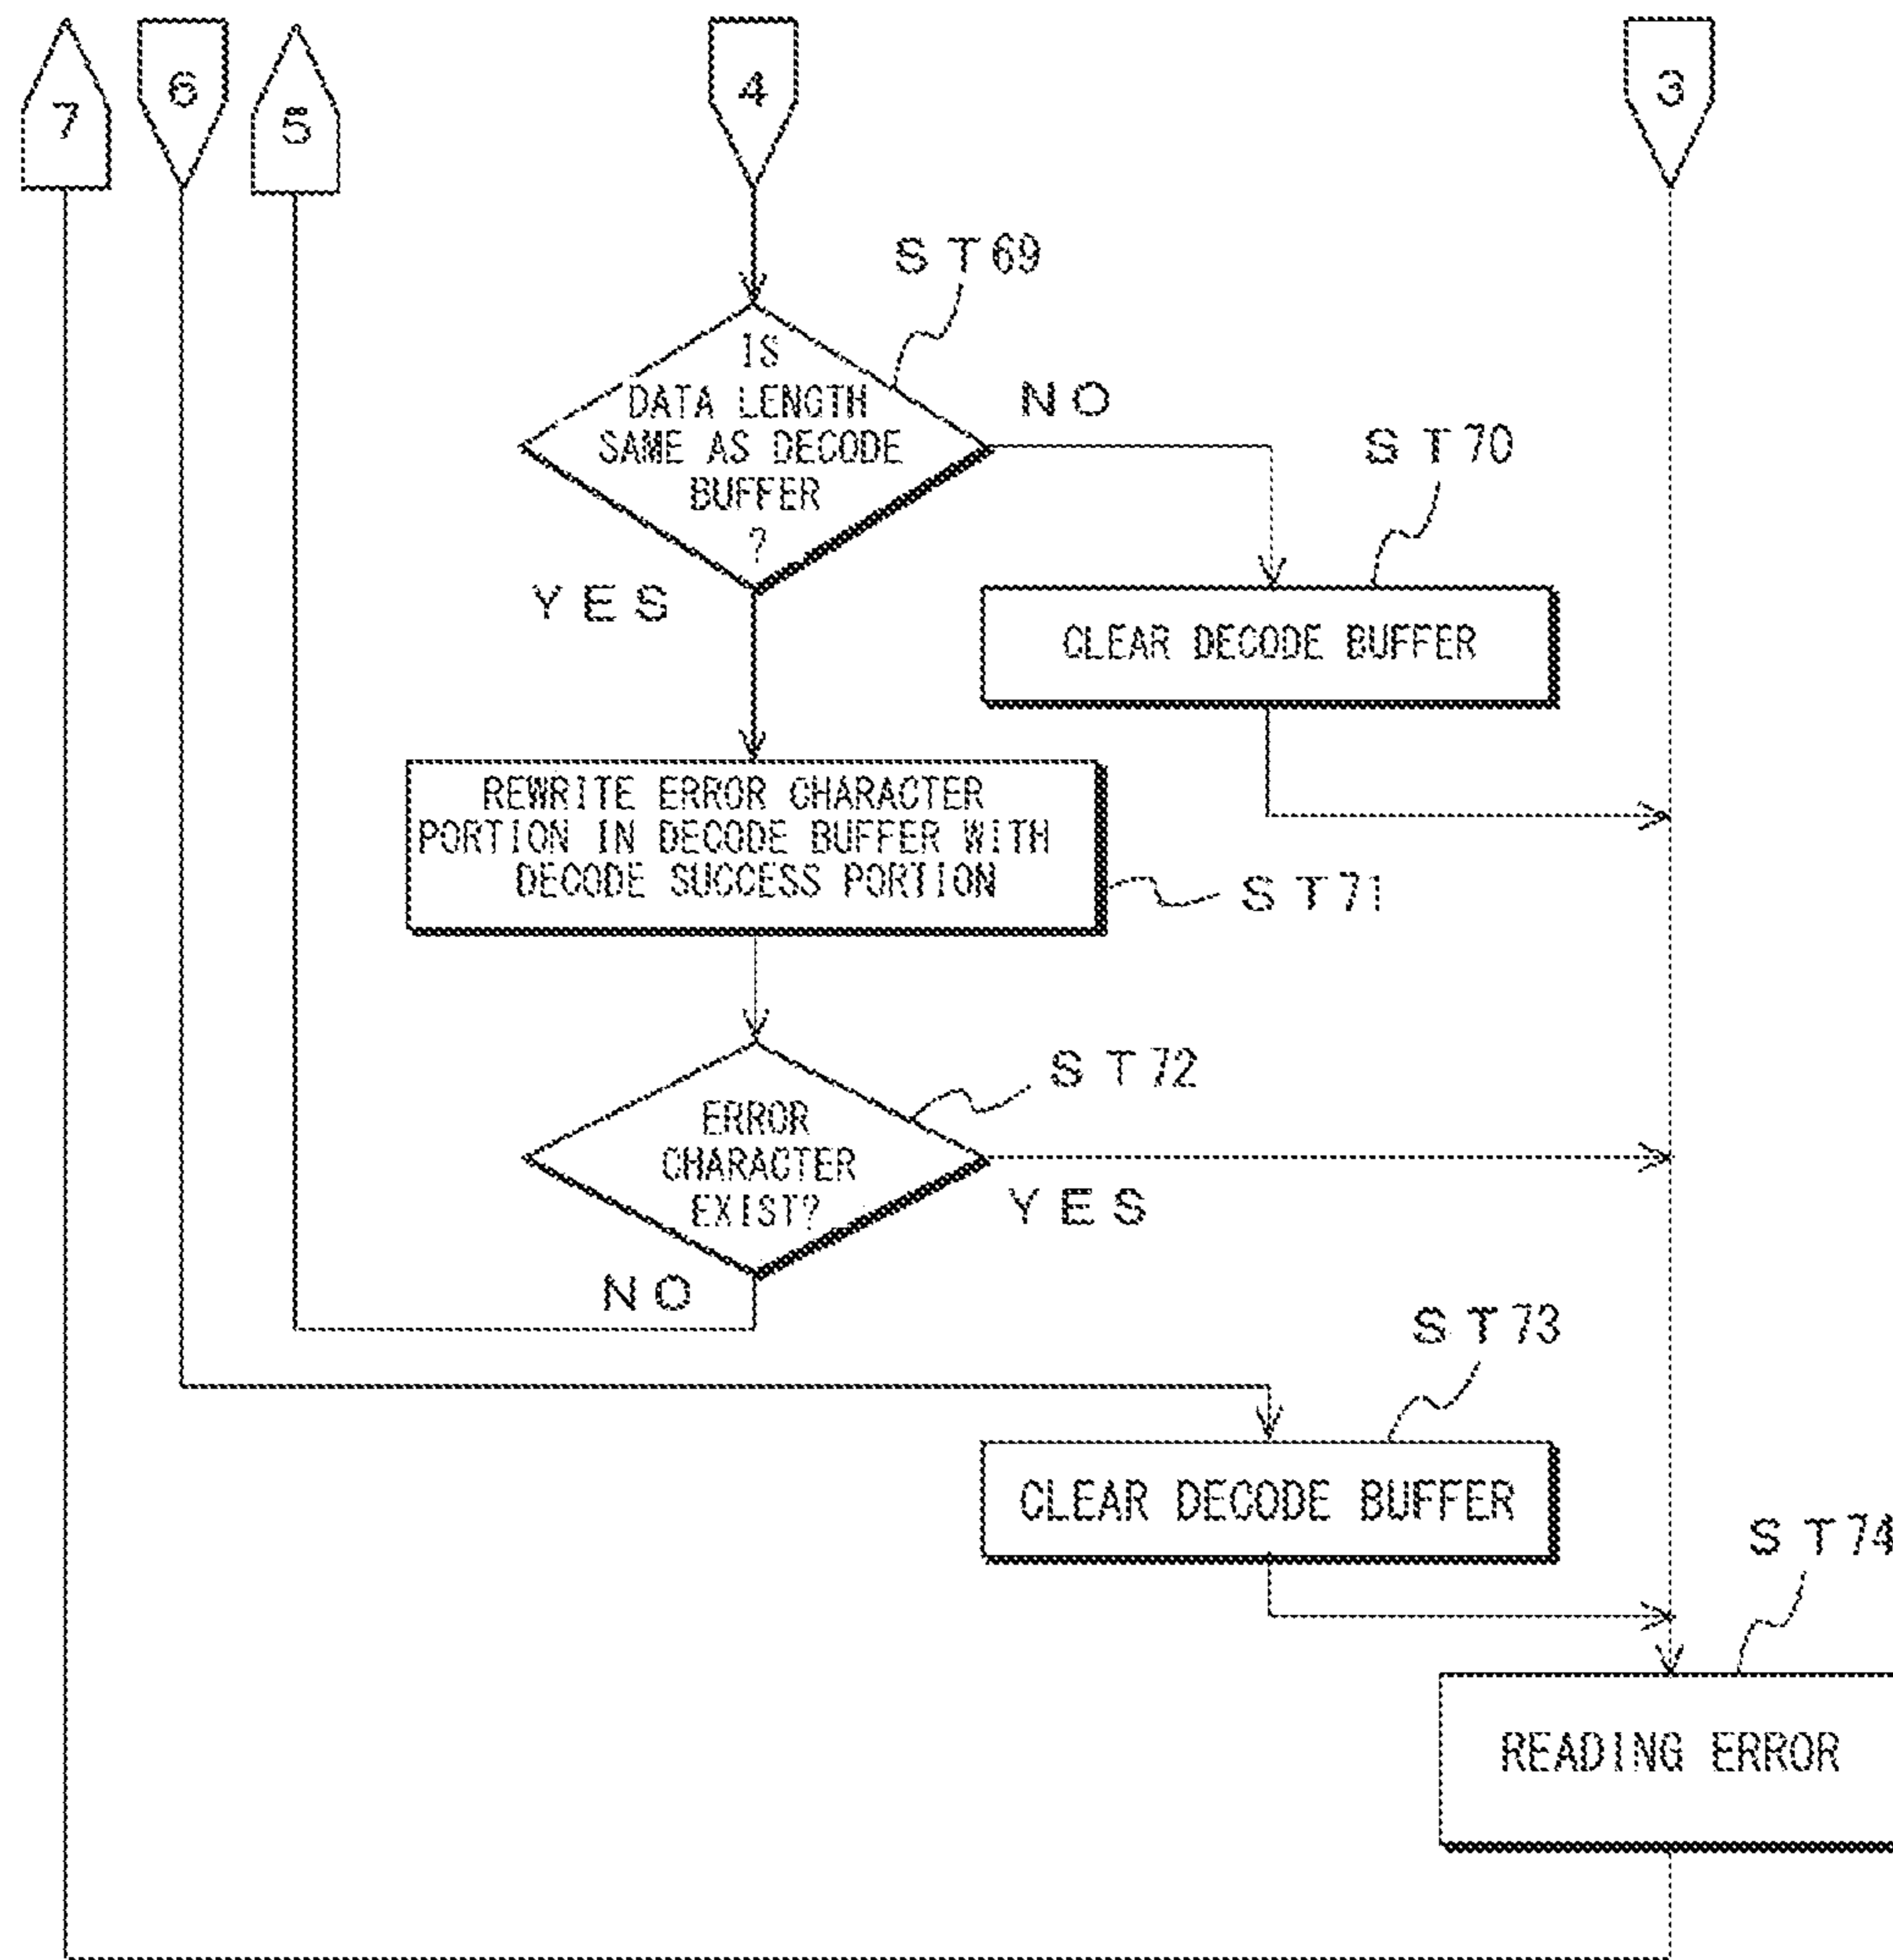 7
6
5
4
3
ST69
IS
DATA LENGTH
SAME AS DECODE
BUFFER
?
NO
YES
ST70
CLEAR DECODE BUFFER
REWRITE ERROR CHARACTER
PORTION IN DECODE BUFFER WITH
DECODE SUCCESS PORTION
ST71
ST72
ERROR
CHARACTER
EXIST?
YES
NO
ST73
CLEAR DECODE BUFFER
ST74
READING ERROR